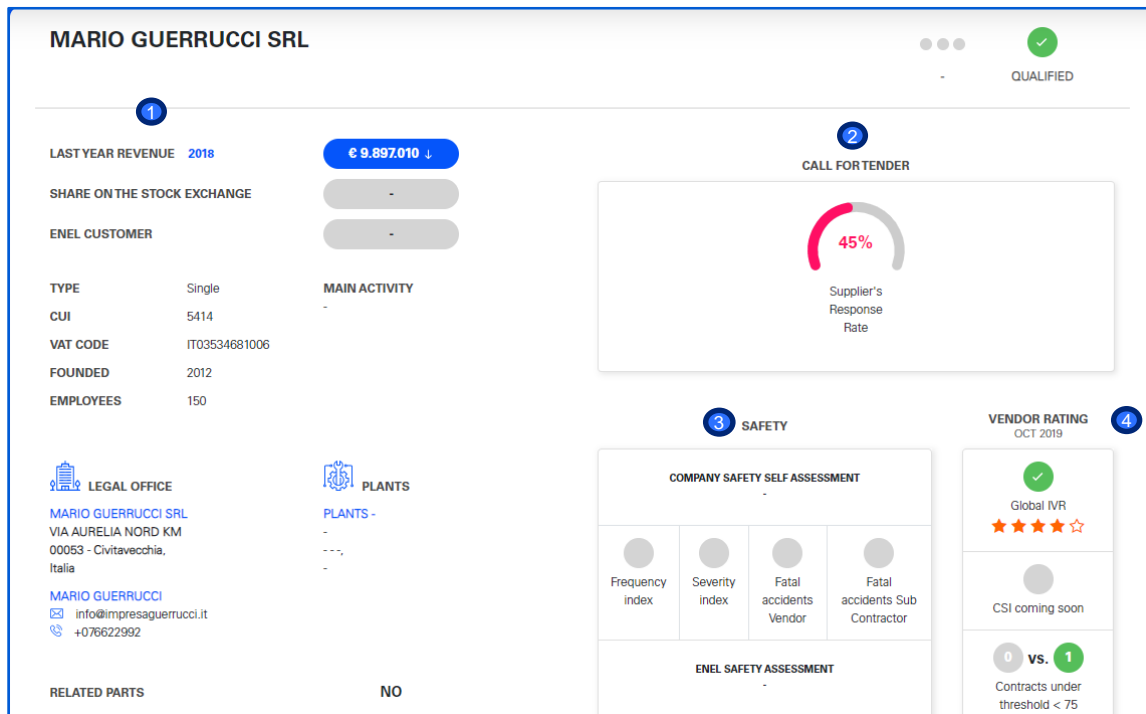 MARIO GUERRUCCI SRL
-
QUALIFIED
1
LAST YEAR REVENUE 2018
€ 9.897.010 ↓
SHARE ON THE STOCK EXCHANGE
-
ENEL CUSTOMER
-
TYPE Single
CUI 5414
VAT CODE IT03534681006
FOUNDED 2012
EMPLOYEES 150
MAIN ACTIVITY
-
LEGAL OFFICE
MARIO GUERRUCCI SRL
VIA AURELIA NORD KM
00053 - Civitavecchia,
Italia
MARIO GUERRUCCI
info@impresaguerrucci.it
+076622992
PLANTS
PLANTS -
-
- - -,
-
RELATED PARTS NO
2
CALL FOR TENDER
45%
Supplier's
Response
Rate
3 SAFETY
COMPANY SAFETY SELF ASSESSMENT
-
Frequency
index
Severity
index
Fatal
accidents
Vendor
Fatal
accidents Sub
Contractor
ENEL SAFETY ASSESSMENT
-
VENDOR RATING
4
OCT 2019
Global IVR
CSI coming soon
0 vs. 1
Contracts under
threshold < 75